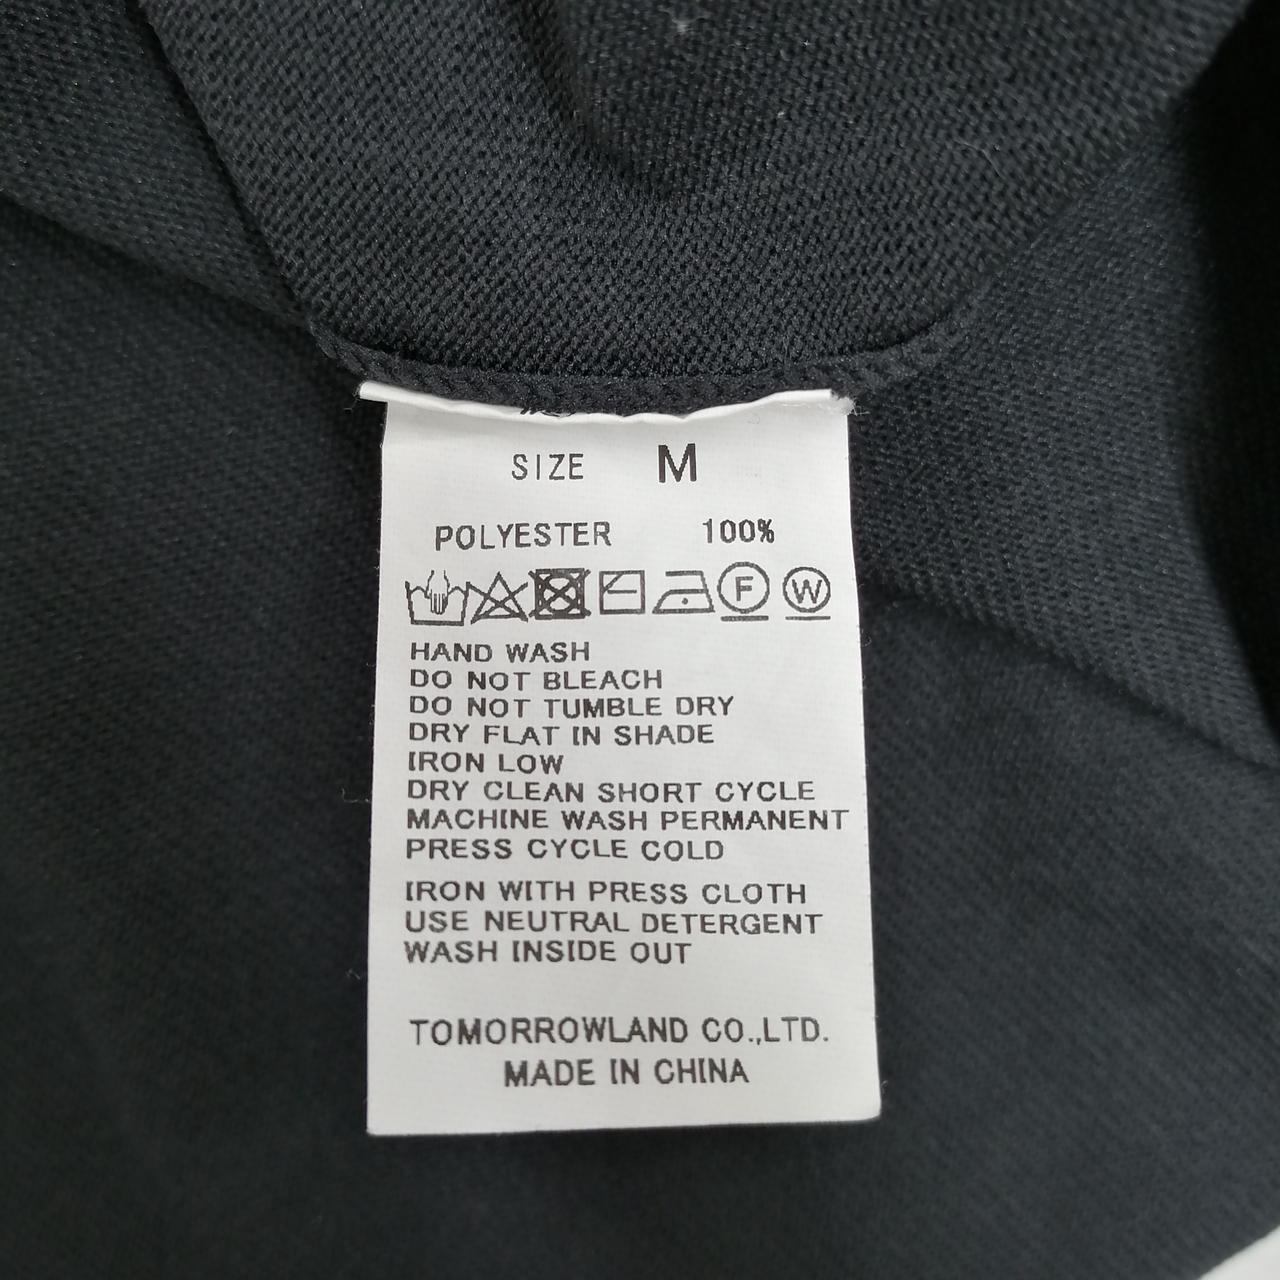 SIZE M
POLYESTER 100%
F W
HAND WASH
DO NOT BLEACH
DO NOT TUMBLE DRY
DRY FLAT IN SHADE
IRON LOW
DRY CLEAN SHORT CYCLE
MACHINE WASH PERMANENT
PRESS CYCLE COLD
IRON WITH PRESS CLOTH
USE NEUTRAL DETERGENT
WASH INSIDE OUT
TOMORROWLAND CO.,LTD.
MADE IN CHINA